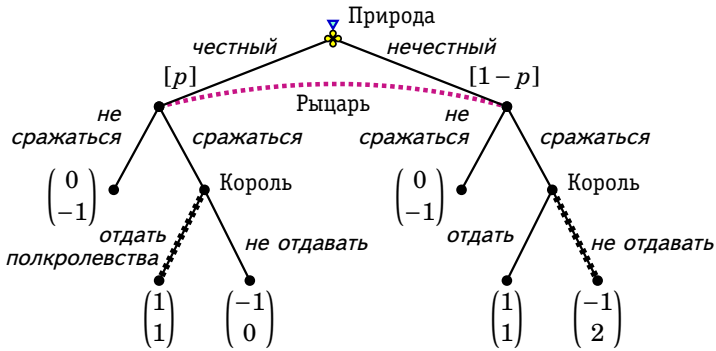 Природа
честный
нечестный
[p]
[1 − p]
Рыцарь
не
сражаться
сражаться
не
сражаться
сражаться
(0
−1)
Король
(0
−1)
Король
отдать
полкролевства
не отдавать
отдать
не отдавать
(1
1)
(−1
0)
(1
1)
(−1
2)